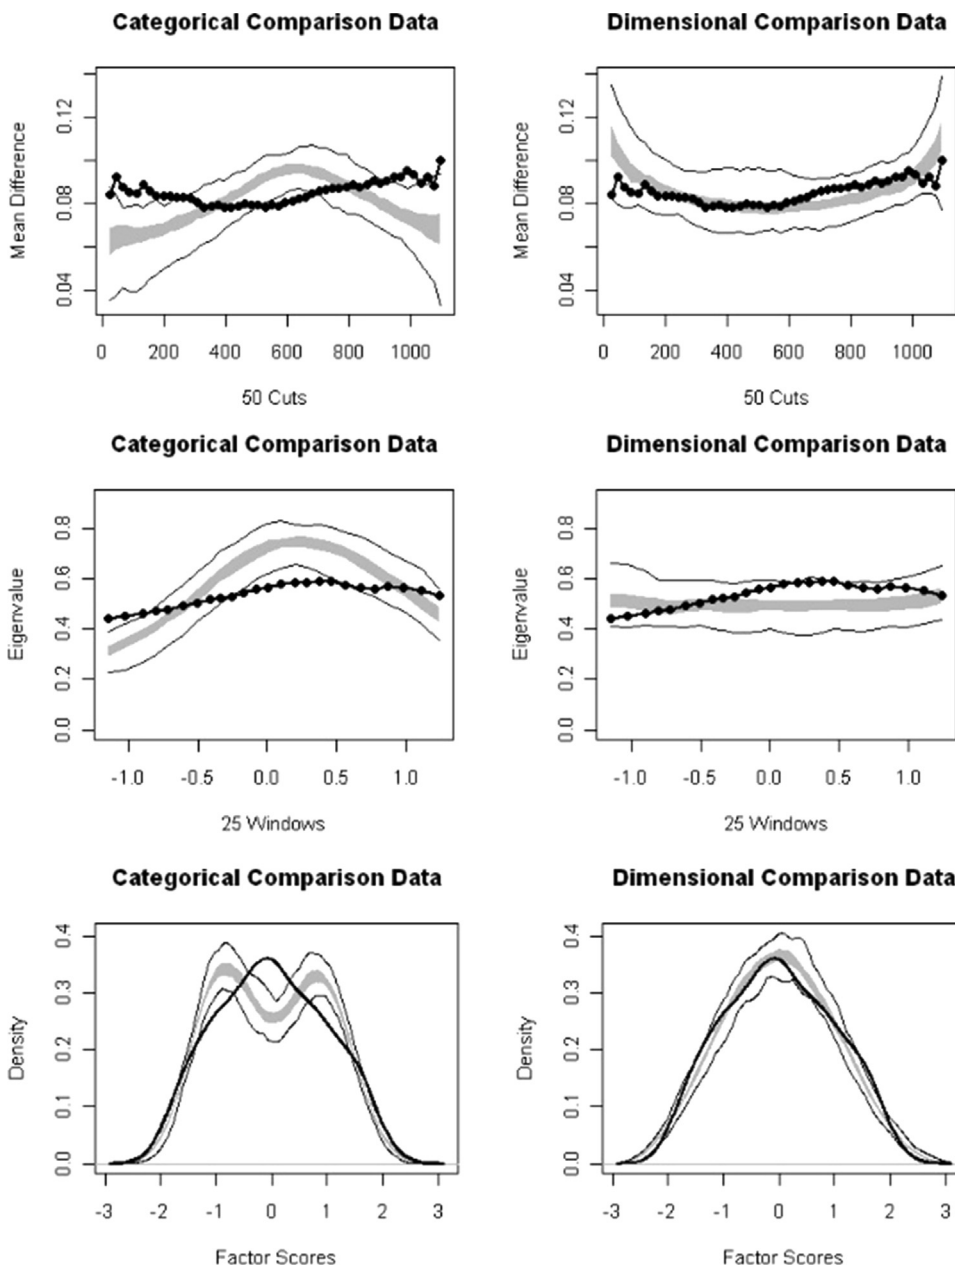 Categorical Comparison Data
Dimensional Comparison Data
Mean Difference
0.12
0.08
0.04
0 200 400 600 800 1000
50 Cuts
Mean Difference
0.12
0.08
0.04
0 200 400 600 800 1000
50 Cuts
Categorical Comparison Data
Dimensional Comparison Data
Eigenvalue
0.8
0.6
0.4
0.2
0.0
-1.0 -0.5 0.0 0.5 1.0
25 Windows
Eigenvalue
0.8
0.6
0.4
0.2
0.0
-1.0 -0.5 0.0 0.5 1.0
25 Windows
Categorical Comparison Data
Dimensional Comparison Data
Density
0.4
0.3
0.2
0.1
0.0
-3 -2 -1 0 1 2 3
Factor Scores
Density
0.4
0.3
0.2
0.1
0.0
-3 -2 -1 0 1 2 3
Factor Scores